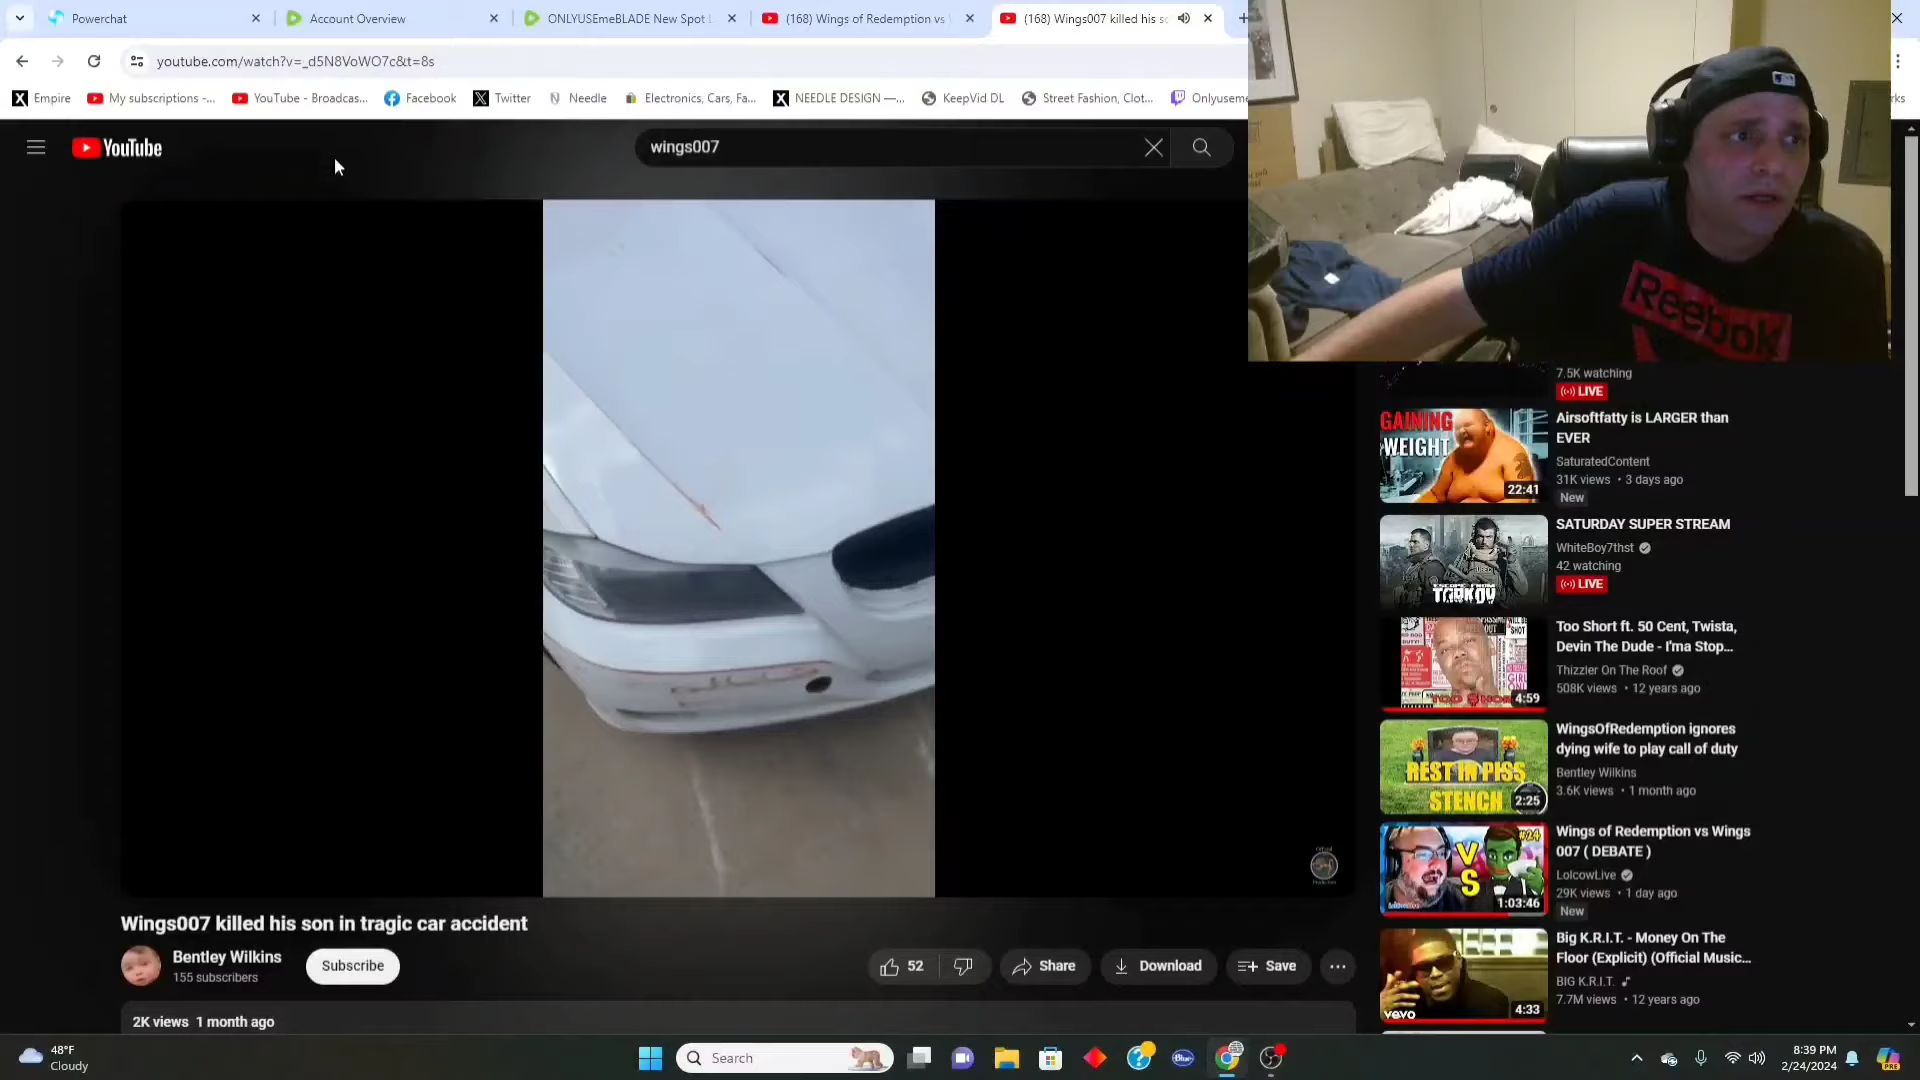 Powerchat
Account Overview
ONLYUSEmeBLADE New Spot
(168) Wings of Redemption vs
(168) Wings007 killed his so
youtube.com/watch?v=_d5N8VoWO7c&t=8s
Empire
My subscriptions -...
YouTube - Broadcas...
Facebook
Twitter
Needle
Electronics, Cars, Fa...
NEEDLE DESIGN —...
KeepVid DL
Street Fashion, Clot...
Onlyuseme
YouTube
wings007
Reebok
7.5K watching
LIVE
GAINING
WEIGHT
22:41
Airsoftfatty is LARGER than
EVER
SaturatedContent
31K views • 3 days ago
New
ESCAPE FROM
TARKOV
SATURDAY SUPER STREAM
WhiteBoy7thst
42 watching
LIVE
TOO SHORT
4:59
Too Short ft. 50 Cent, Twista,
Devin The Dude - I'ma Stop...
Thizzler On The Roof
508K views • 12 years ago
REST IN PISS
STENCH
2:25
WingsOfRedemption ignores
dying wife to play call of duty
Bentley Wilkins
3.6K views • 1 month ago
#24
VS
1:03:46
Wings of Redemption vs Wings
007 ( DEBATE )
LolcowLive
29K views • 1 day ago
New
vevo
4:33
Big K.R.I.T. - Money On The
Floor (Explicit) (Official Music...
BIG K.R.I.T.
7.7M views • 12 years ago
Wings007 killed his son in tragic car accident
Bentley Wilkins
155 subscribers
Subscribe
52
Share
Download
Save
2K views 1 month ago
48°F
Cloudy
Search
Blue
8:39 PM
2/24/2024
PRE